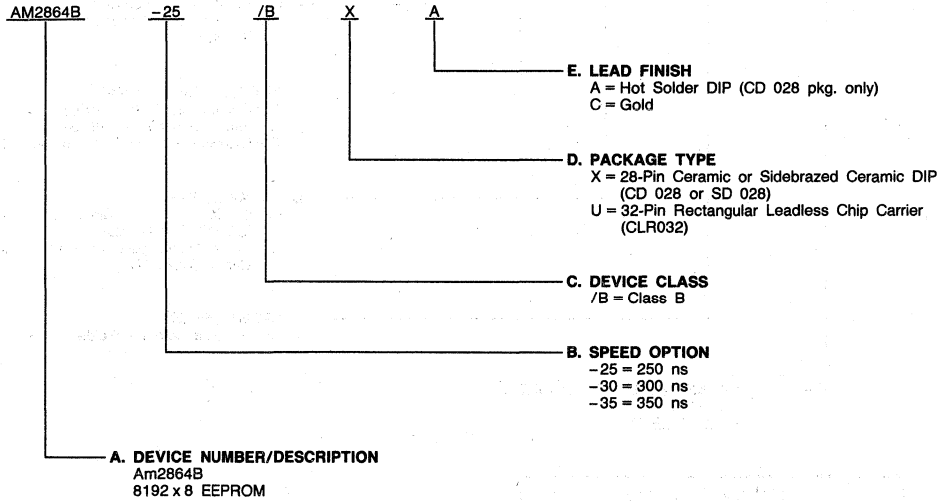 AM2864B -25 /B X A
E. LEAD FINISH
A = Hot Solder DIP (CD 028 pkg. only)
C = Gold
D. PACKAGE TYPE
X = 28-Pin Ceramic or Sidebrazed Ceramic DIP
(CD 028 or SD 028)
U = 32-Pin Rectangular Leadless Chip Carrier
(CLR032)
C. DEVICE CLASS
/B = Class B
B. SPEED OPTION
-25 = 250 ns
-30 = 300 ns
-35 = 350 ns
A. DEVICE NUMBER/DESCRIPTION
Am2864B
8192 x 8 EEPROM